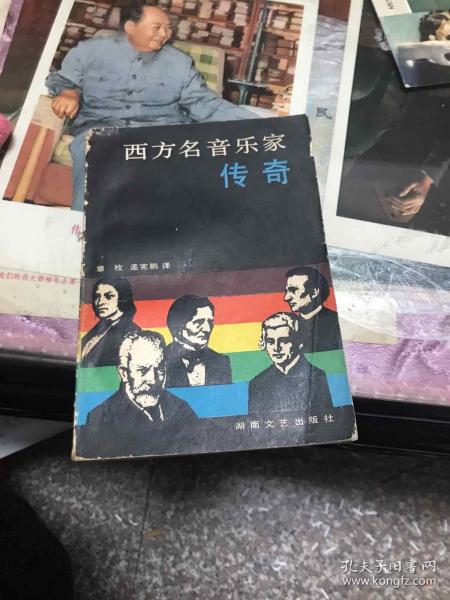 西方名音乐家
传奇
章枚 孟宪鹏 译
湖南文艺出版社
民
孔夫子旧书网
www.kongfz.com